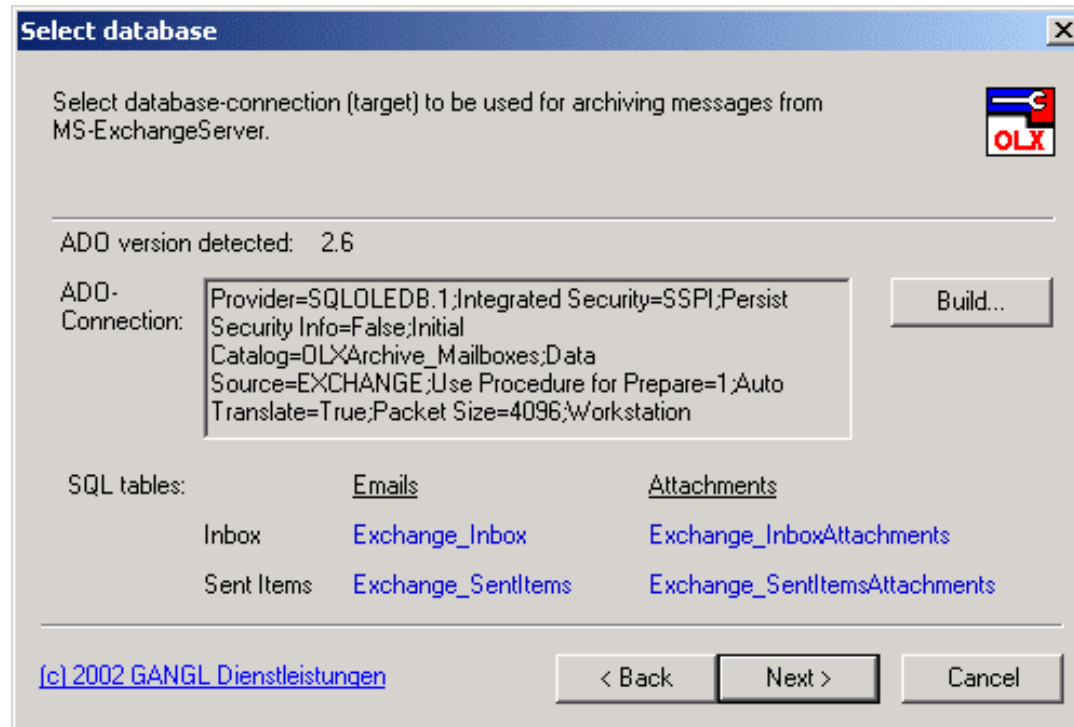 Select database
Select database-connection (target) to be used for archiving messages from
MS-ExchangeServer.
OLX
ADO version detected: 2.6
ADO-
Connection:
Provider=SQLOLEDB.1;Integrated Security=SSPI;Persist
Security Info=False;Initial
Catalog=OLXArchive_Mailboxes;Data
Source=EXCHANGE;Use Procedure for Prepare=1;Auto
Translate=True;Packet Size=4096;Workstation
Build...
SQL tables: Emails Attachments
Inbox Exchange_Inbox Exchange_InboxAttachments
Sent Items Exchange_SentItems Exchange_SentItemsAttachments
(c) 2002 GANGL Dienstleistungen
< Back Next > Cancel